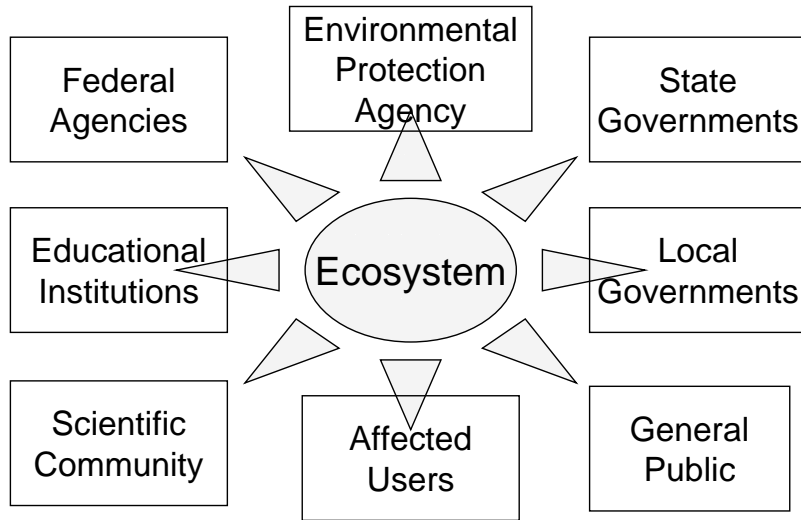 Federal
Agencies
Environmental
Protection
Agency
State
Governments
Educational
Institutions
Ecosystem
Local
Governments
Scientific
Community
Affected
Users
General
Public